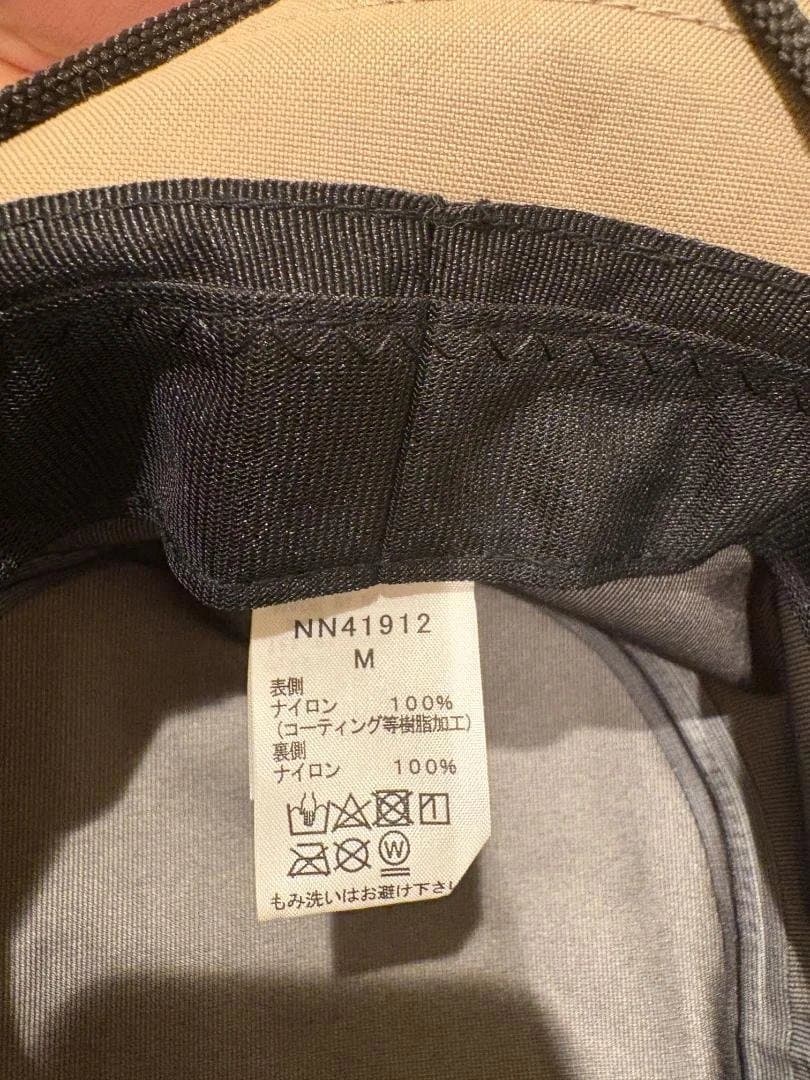 NN41912
M
表側
ナイロン 100%
(コーティング等樹脂加工)
裏側
ナイロン 100%
W
もみ洗いはお避け下さい